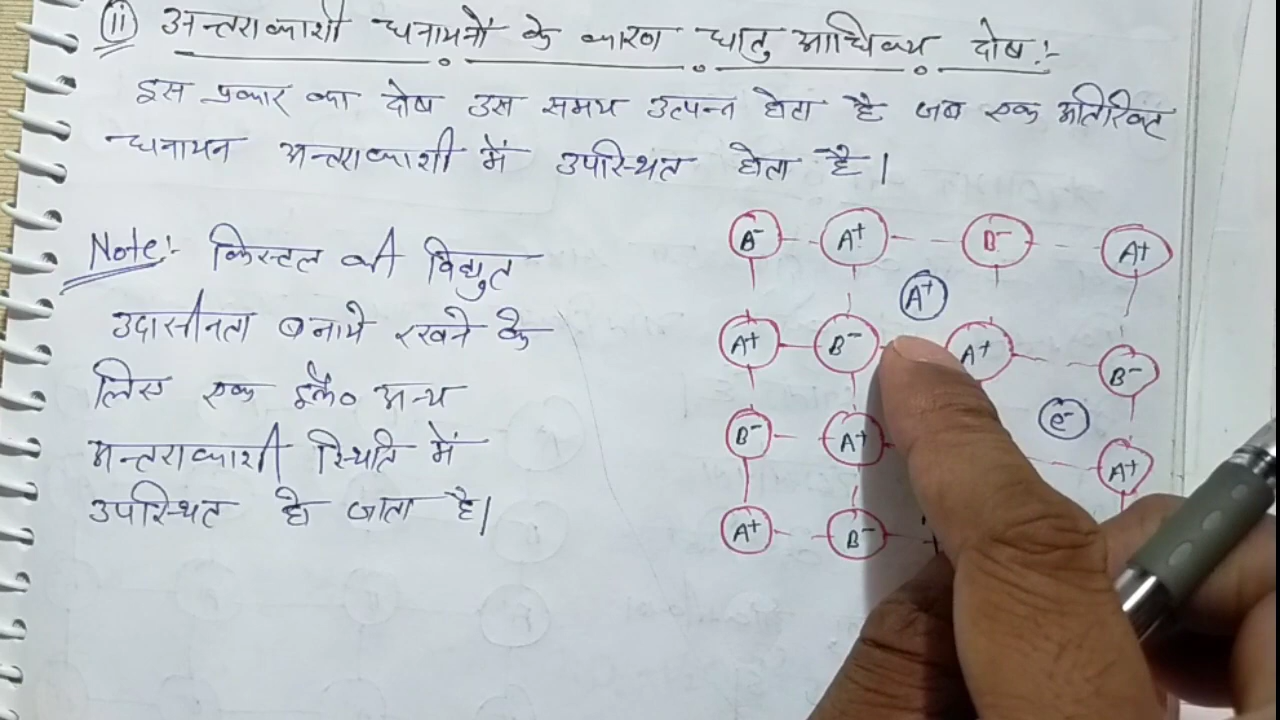 (ii) अन्तराकाशी धनायनों के कारण धातु आधिक्य दोष :-
इस प्रकार का दोष उस समय उत्पन्न होता है जब एक अतिरिक्त
धनायन अन्तराकाशी में उपस्थित होता है।
Note:- क्रिस्टल की विद्युत
उदासीनता बनाये रखने के
लिए एक इलै० अन्य
अन्तराकाशी स्थिति में
उपस्थित हो जाता है।
B⁻ A⁺ B⁻ A⁺
A⁺
A⁺ B⁻ A⁺ B⁻
e⁻
B⁻ A⁺ A⁺
A⁺ B⁻